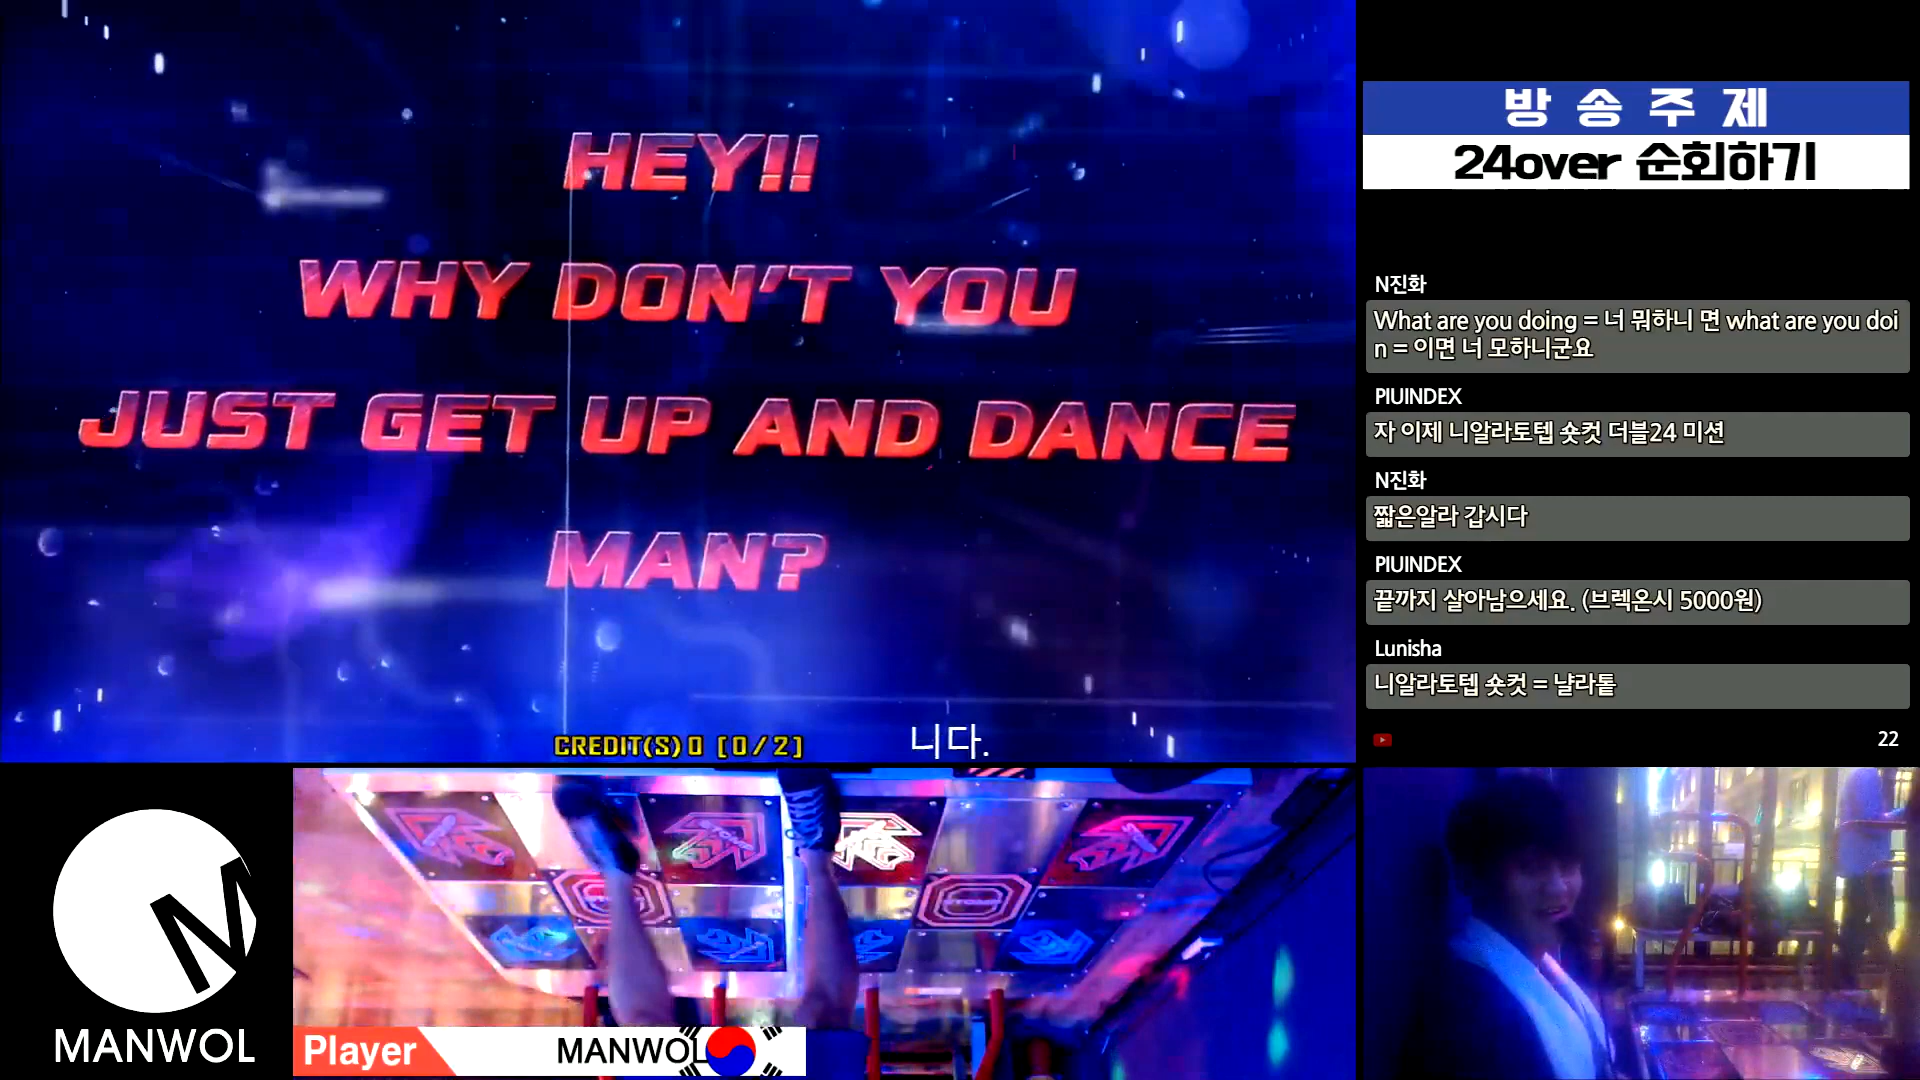 HEY!!
WHY DON'T YOU
JUST GET UP AND DANCE
MAN?
CREDIT(S) 0 [0/2]
니다.
방송주제
24over 순회하기
N진화
What are you doing = 너 뭐하니 면 what are you doi
n = 이면 너 모하니군요
PIUINDEX
자 이제 니알라토텝 숏컷 더블24 미션
N진화
짧은알라 갑시다
PIUINDEX
끝까지 살아남으세요. (브렉온시 5000원)
Lunisha
니알라토텝 숏컷 = 냘라톹
22
M
MANWOL
Player
MANWOL